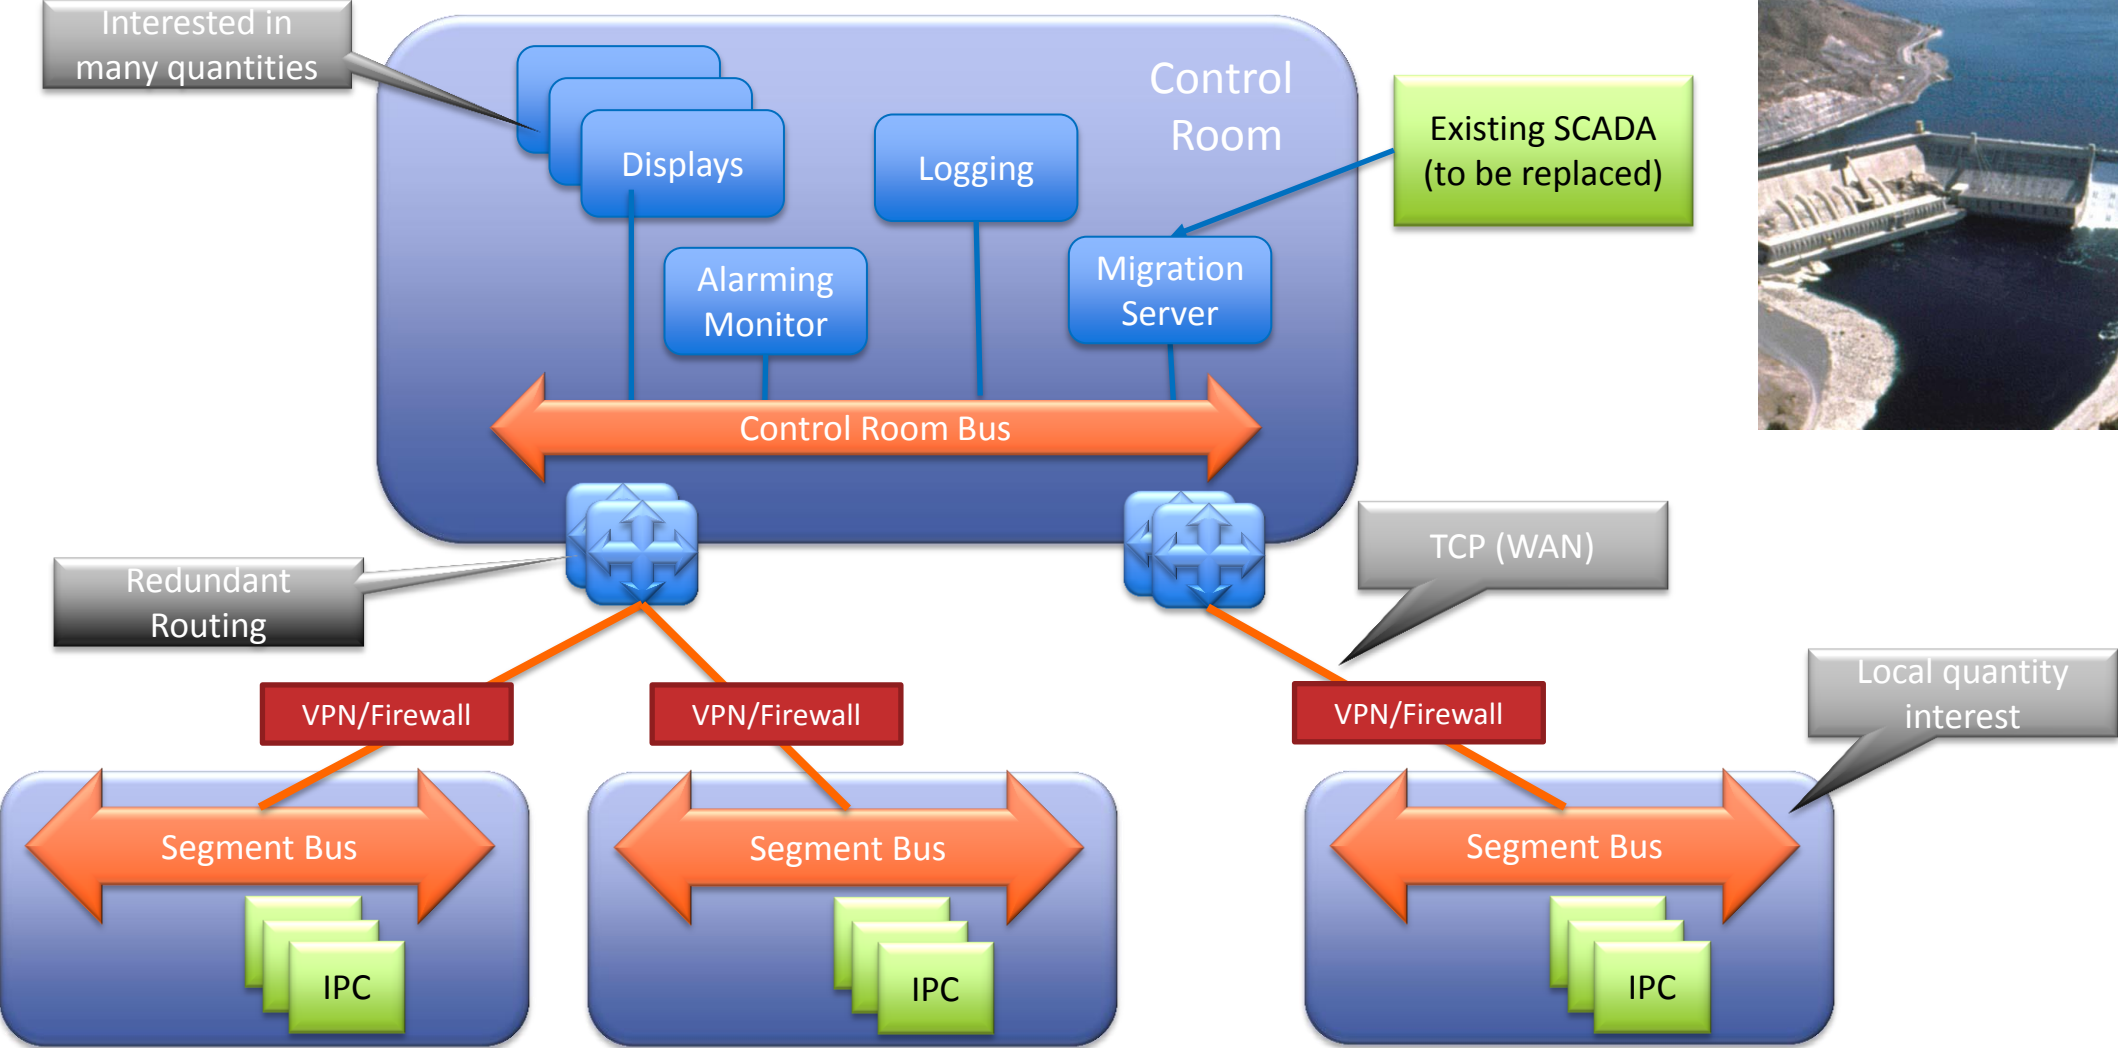 Interested in
many quantities
Control
Room
Existing SCADA
(to be replaced)
Displays
Logging
Alarming
Monitor
Migration
Server
Control Room Bus
Redundant
Routing
TCP (WAN)
VPN/Firewall
VPN/Firewall
VPN/Firewall
Local quantity
interest
Segment Bus
Segment Bus
Segment Bus
IPC
IPC
IPC